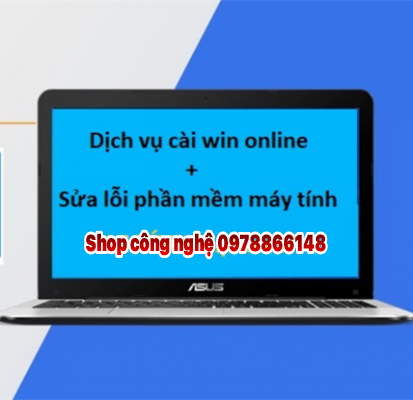 Dịch vụ cài win online
+
Sửa lỗi phần mềm máy tính
Shop công nghệ 0978866148
ASUS